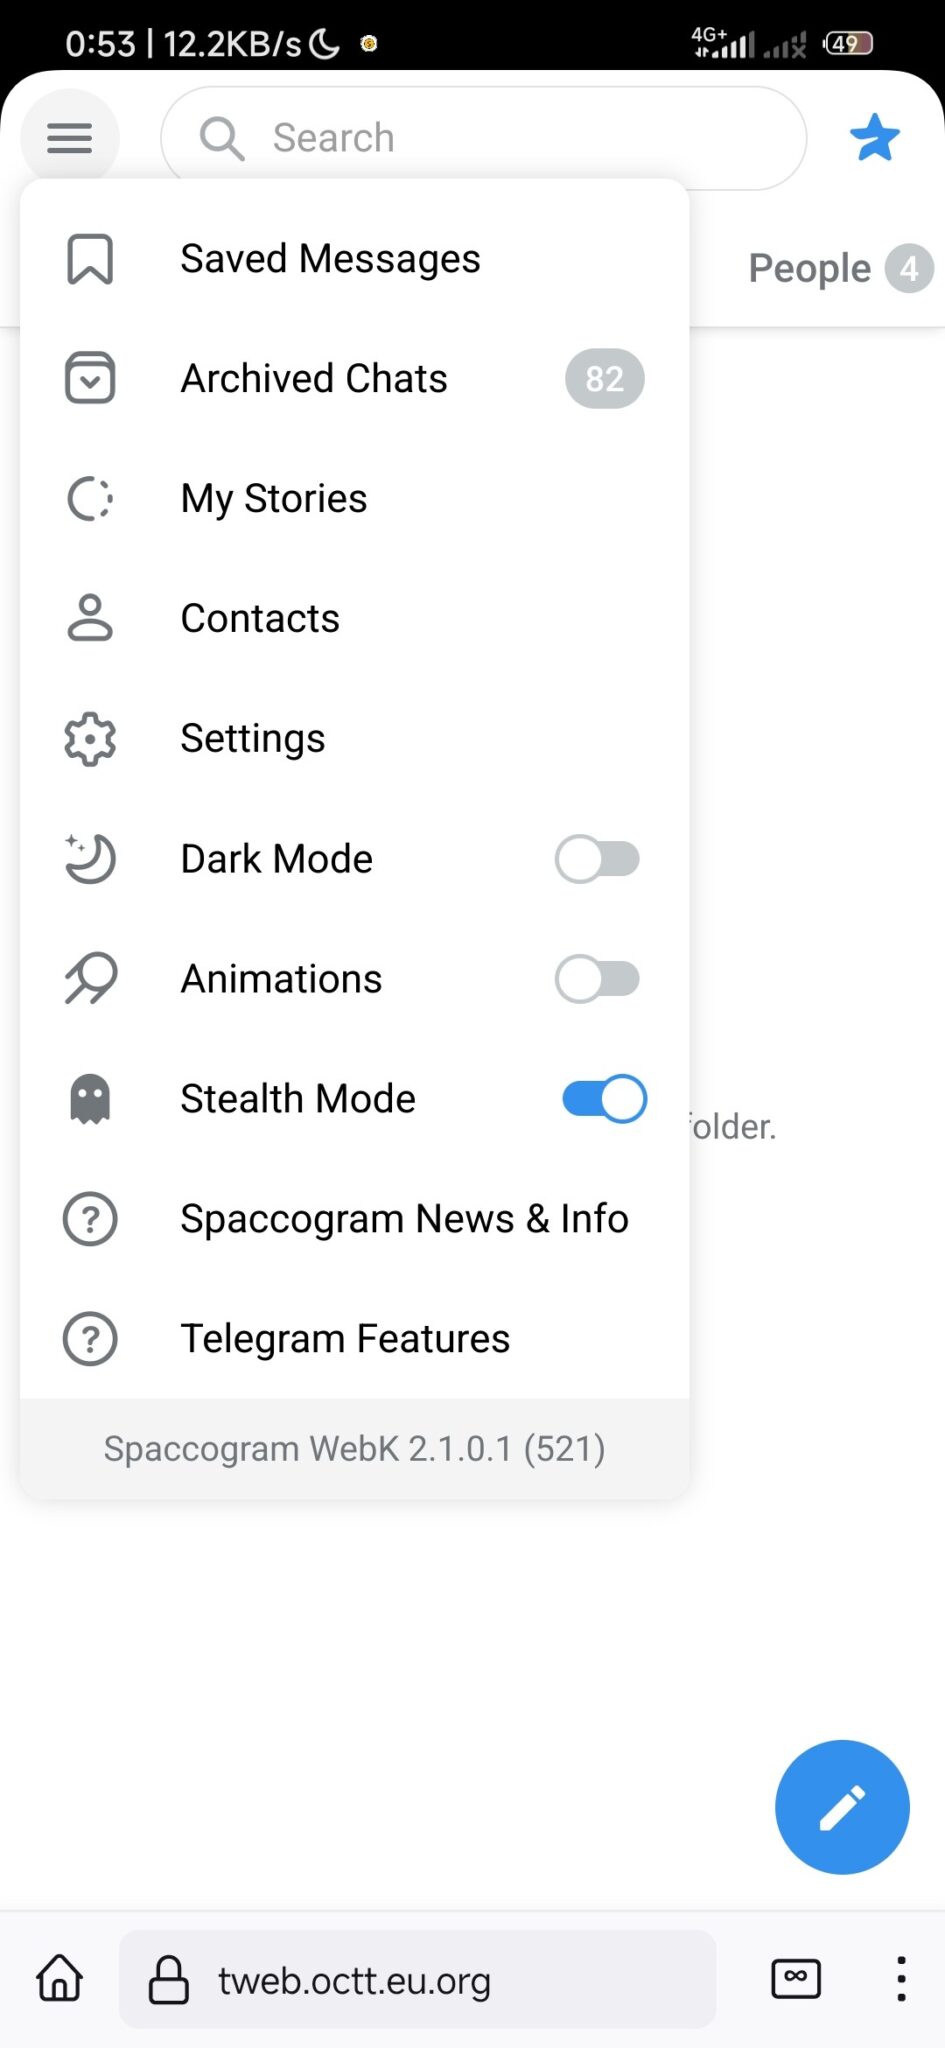 0:53 | 12.2KB/s
4G+
49
Search
People 4
Saved Messages
Archived Chats 82
My Stories
Contacts
Settings
Dark Mode
Animations
Stealth Mode
folder.
Spaccogram News & Info
Telegram Features
Spaccogram WebK 2.1.0.1 (521)
tweb.octt.eu.org
∞